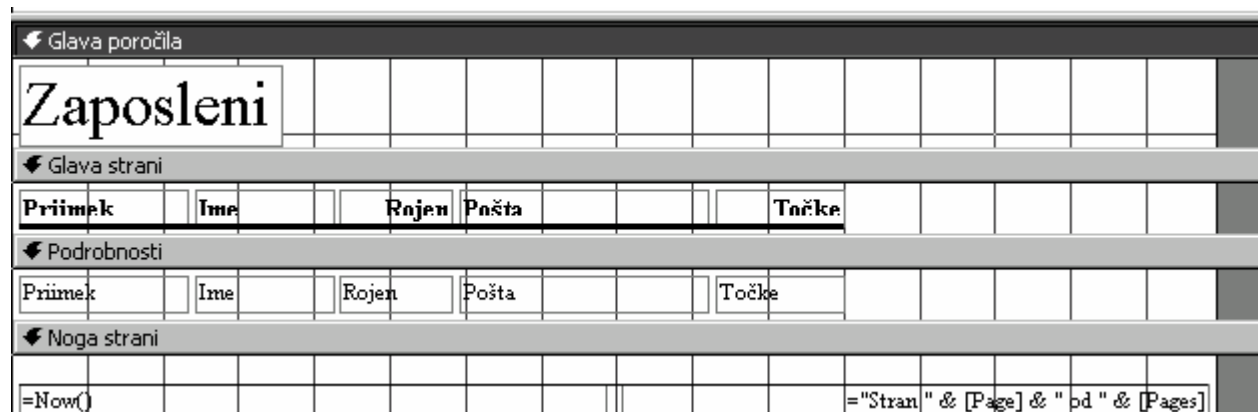 Glava poročila
Zaposleni
Glava strani
Priimek Ime Rojen Pošta Točke
Podrobnosti
Priimek Ime Rojen Pošta Točke
Noga strani
=Now() ="Stran " & [Page] & " od " & [Pages]